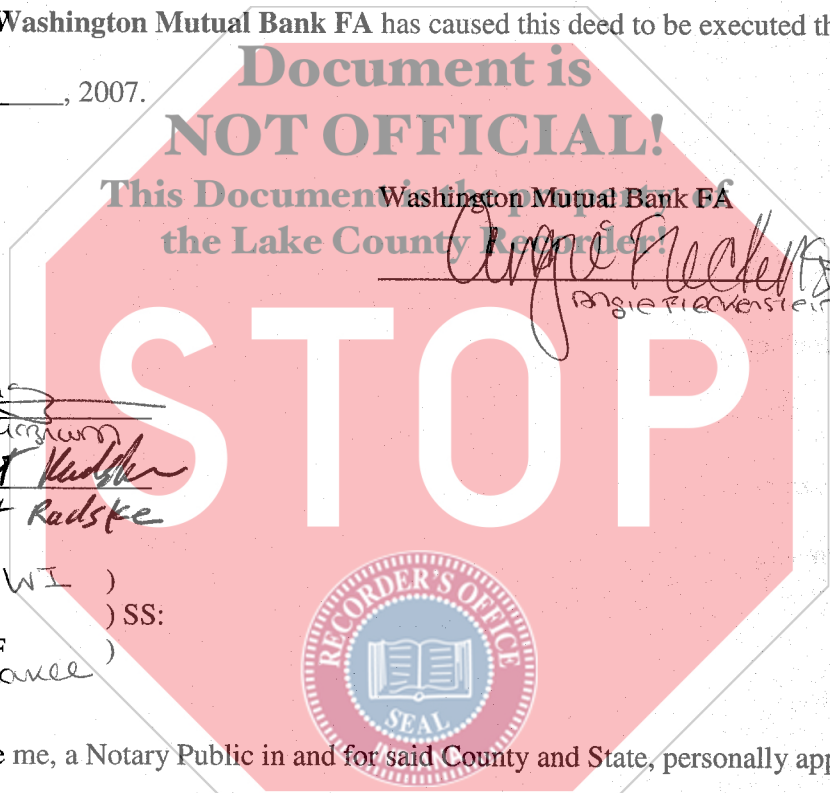 Washington Mutual Bank FA has caused this deed to be executed th
Document is
, 2007.
NOT OFFICIAL!
This Document is the property of
Washington Mutual Bank FA
the Lake County Recorder!
Angie Fleckenstein
STOP
Radske
WI )
) SS:
)
RECORDER'S OFFICE
SEAL
INDIANA
e me, a Notary Public in and for said County and State, personally app